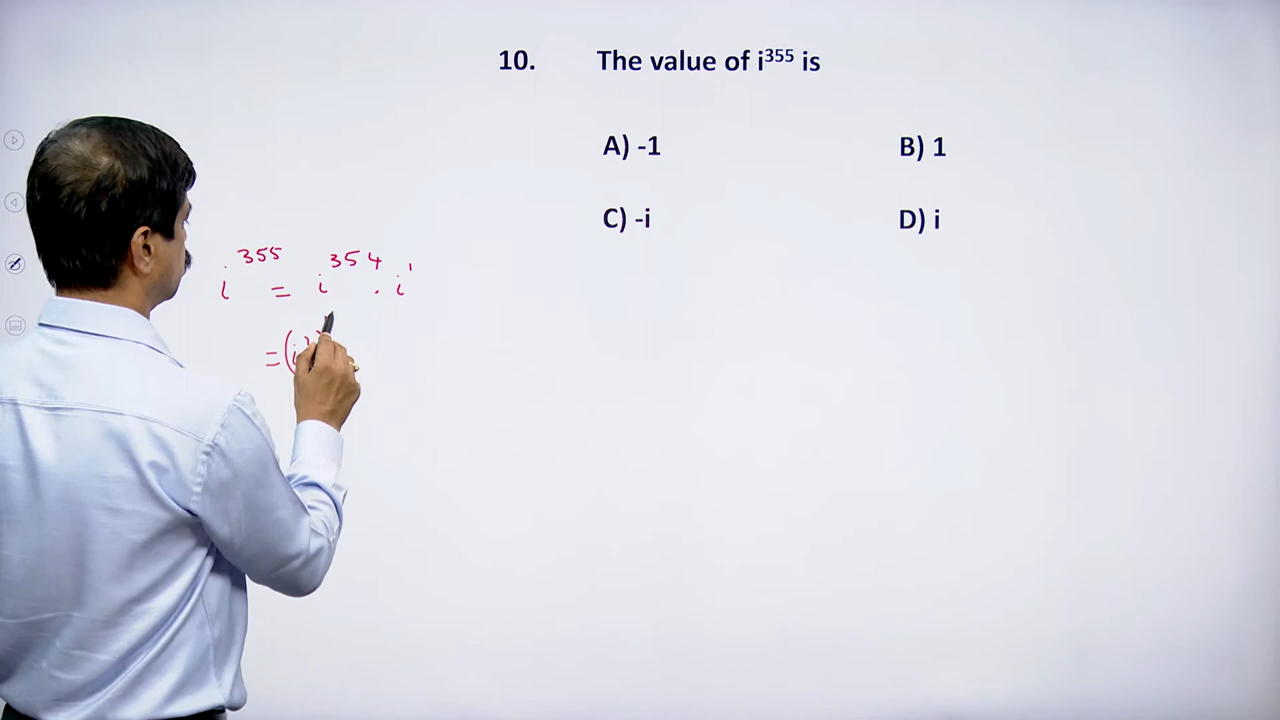 10. The value of i³⁵⁵ is
A) -1 B) 1
C) -i D) i
i³⁵⁵ = i³⁵⁴ . i¹
= (i